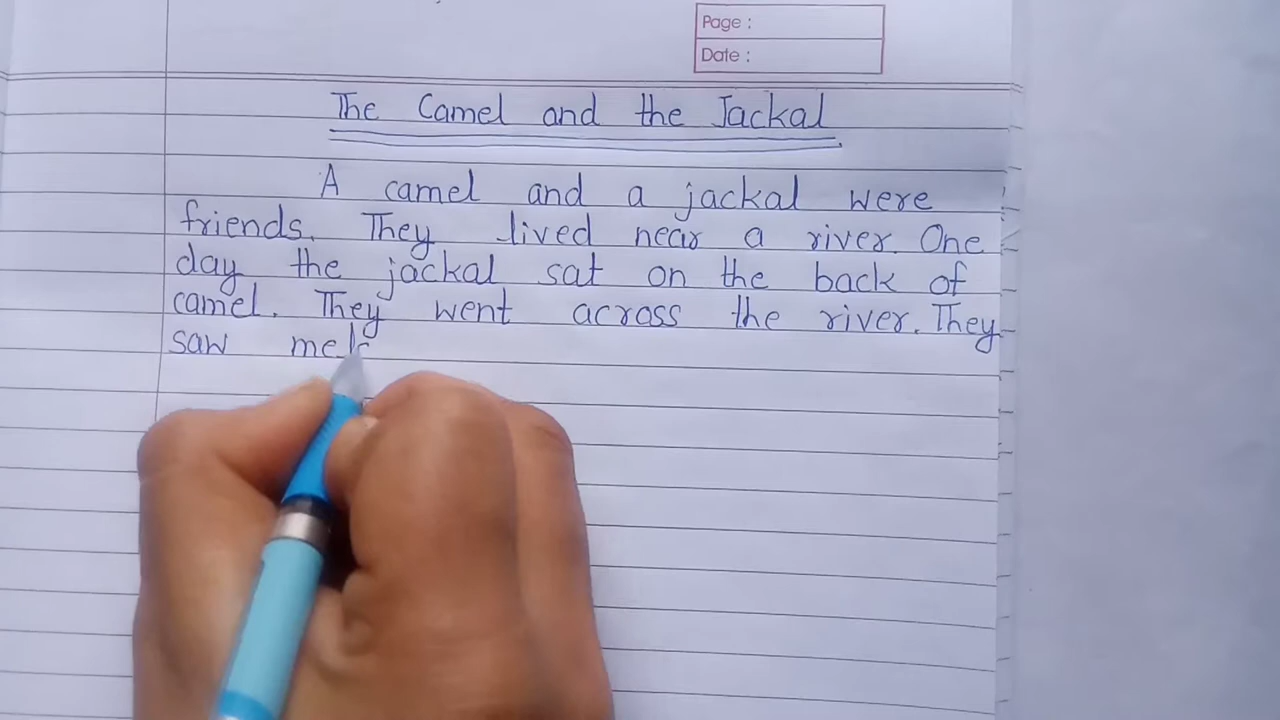 Page :
Date :
The Camel and the Jackal
A camel and a jackal were
friends. They lived near a river. One
day the jackal sat on the back of
camel. They went across the river. They
saw